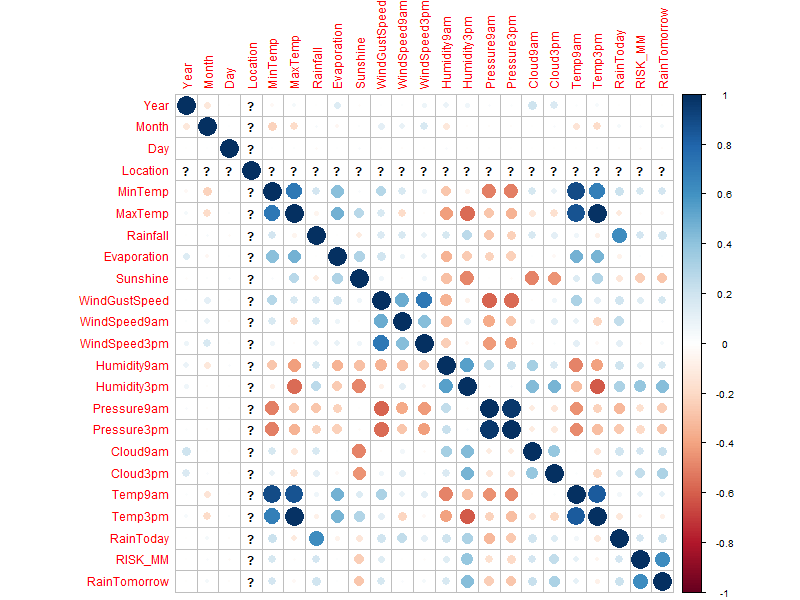 Year
Month
Day
Location
MinTemp
MaxTemp
Rainfall
Evaporation
Sunshine
WindGustSpeed
WindSpeed9am
WindSpeed3pm
Humidity9am
Humidity3pm
Pressure9am
Pressure3pm
Cloud9am
Cloud3pm
Temp9am
Temp3pm
RainToday
RISK_MM
RainTomorrow
Year ?
Month ?
Day ?
Location ? ? ? ? ? ? ? ? ? ? ? ? ? ? ? ? ? ? ? ? ? ?
MinTemp ?
MaxTemp ?
Rainfall ?
Evaporation ?
Sunshine ?
WindGustSpeed ?
WindSpeed9am ?
WindSpeed3pm ?
Humidity9am ?
Humidity3pm ?
Pressure9am ?
Pressure3pm ?
Cloud9am ?
Cloud3pm ?
Temp9am ?
Temp3pm ?
RainToday ?
RISK_MM ?
RainTomorrow ?
1
0.8
0.6
0.4
0.2
0
-0.2
-0.4
-0.6
-0.8
-1